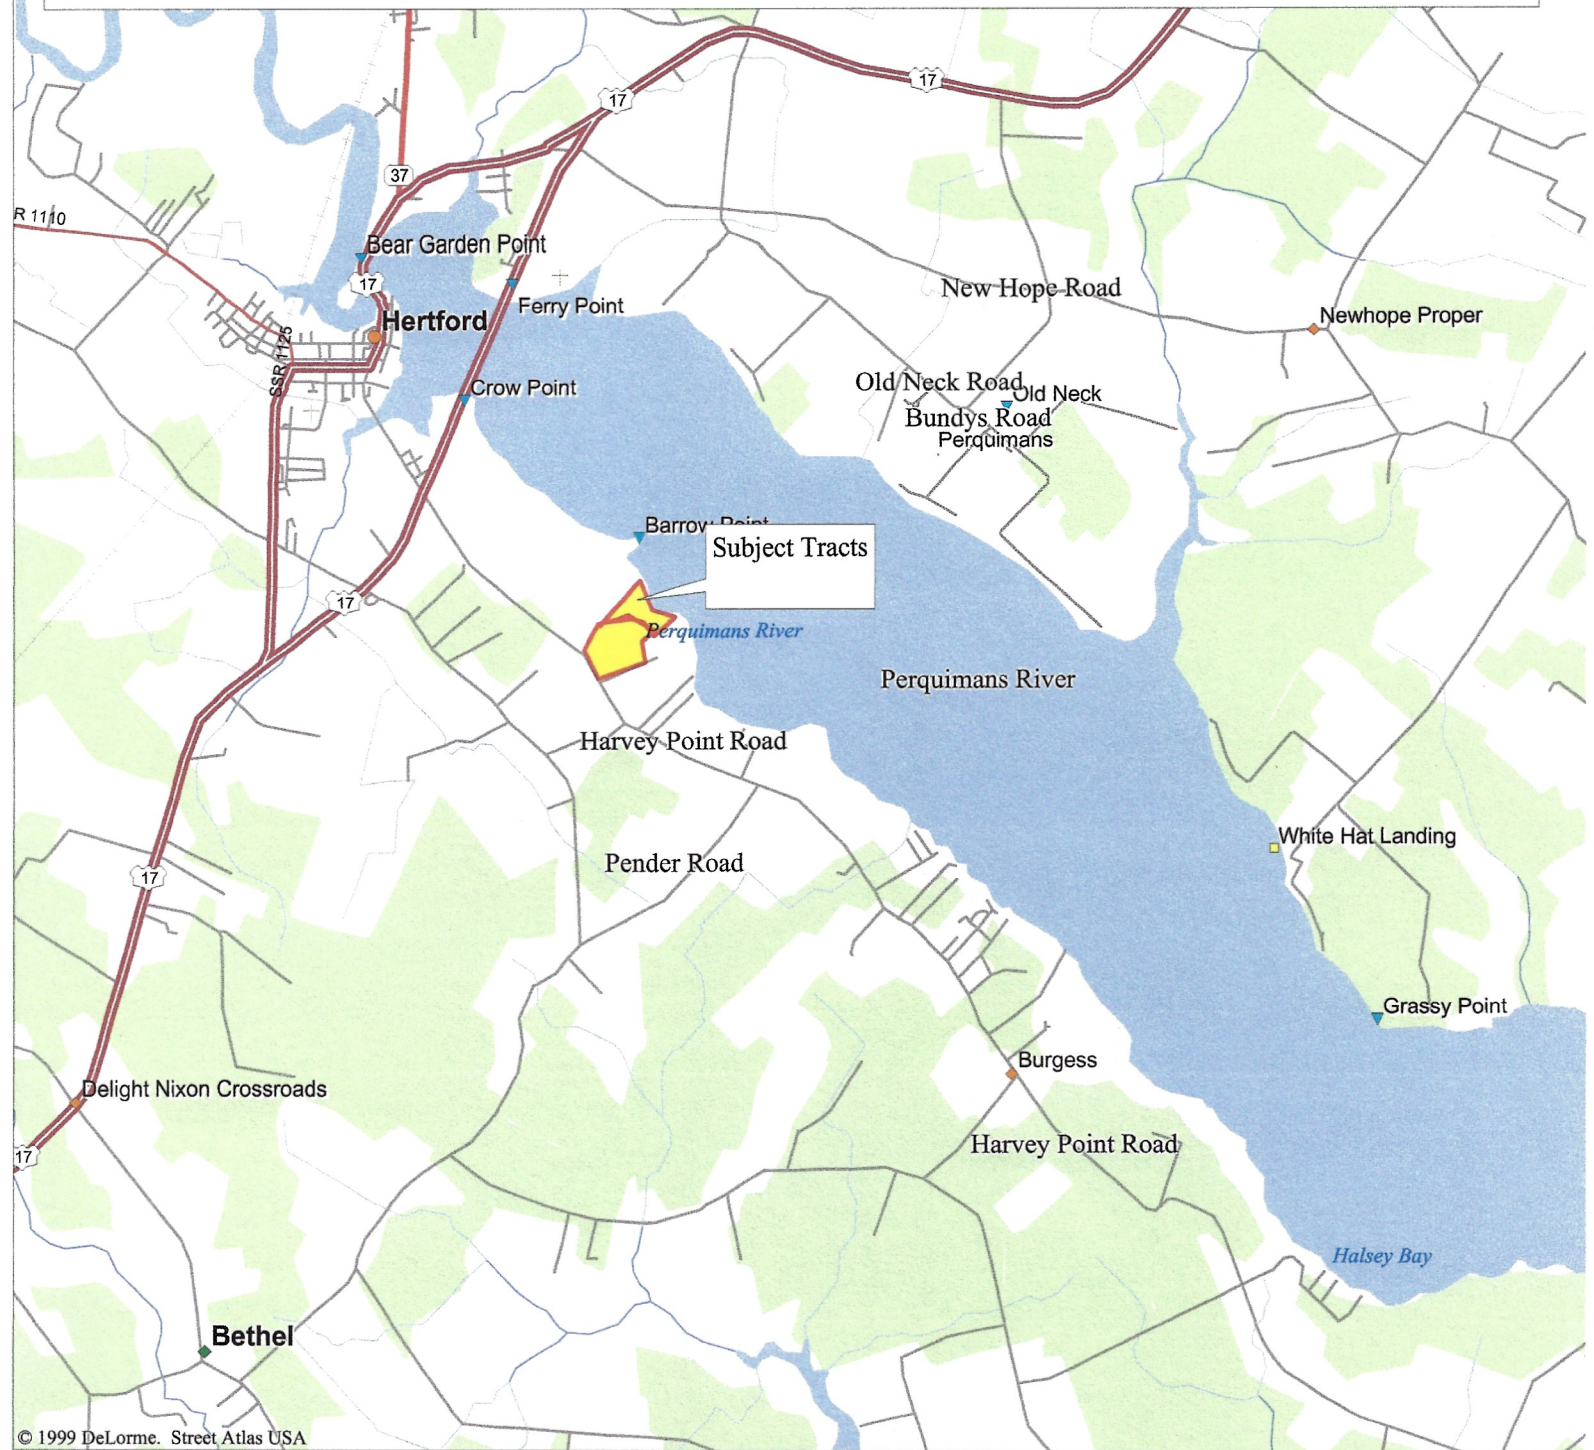 17
17
37
R 1110
Bear Garden Point
17
Ferry Point
New Hope Road
Newhope Proper
Hertford
SSR 1125
Crow Point
Old Neck Road
Old Neck
Bundys Road
Perquimans
Barrow Point
Subject Tracts
17
Perquimans River
Perquimans River
Harvey Point Road
White Hat Landing
Pender Road
17
Grassy Point
Burgess
Delight Nixon Crossroads
Harvey Point Road
17
Halsey Bay
Bethel
© 1999 DeLorme. Street Atlas USA